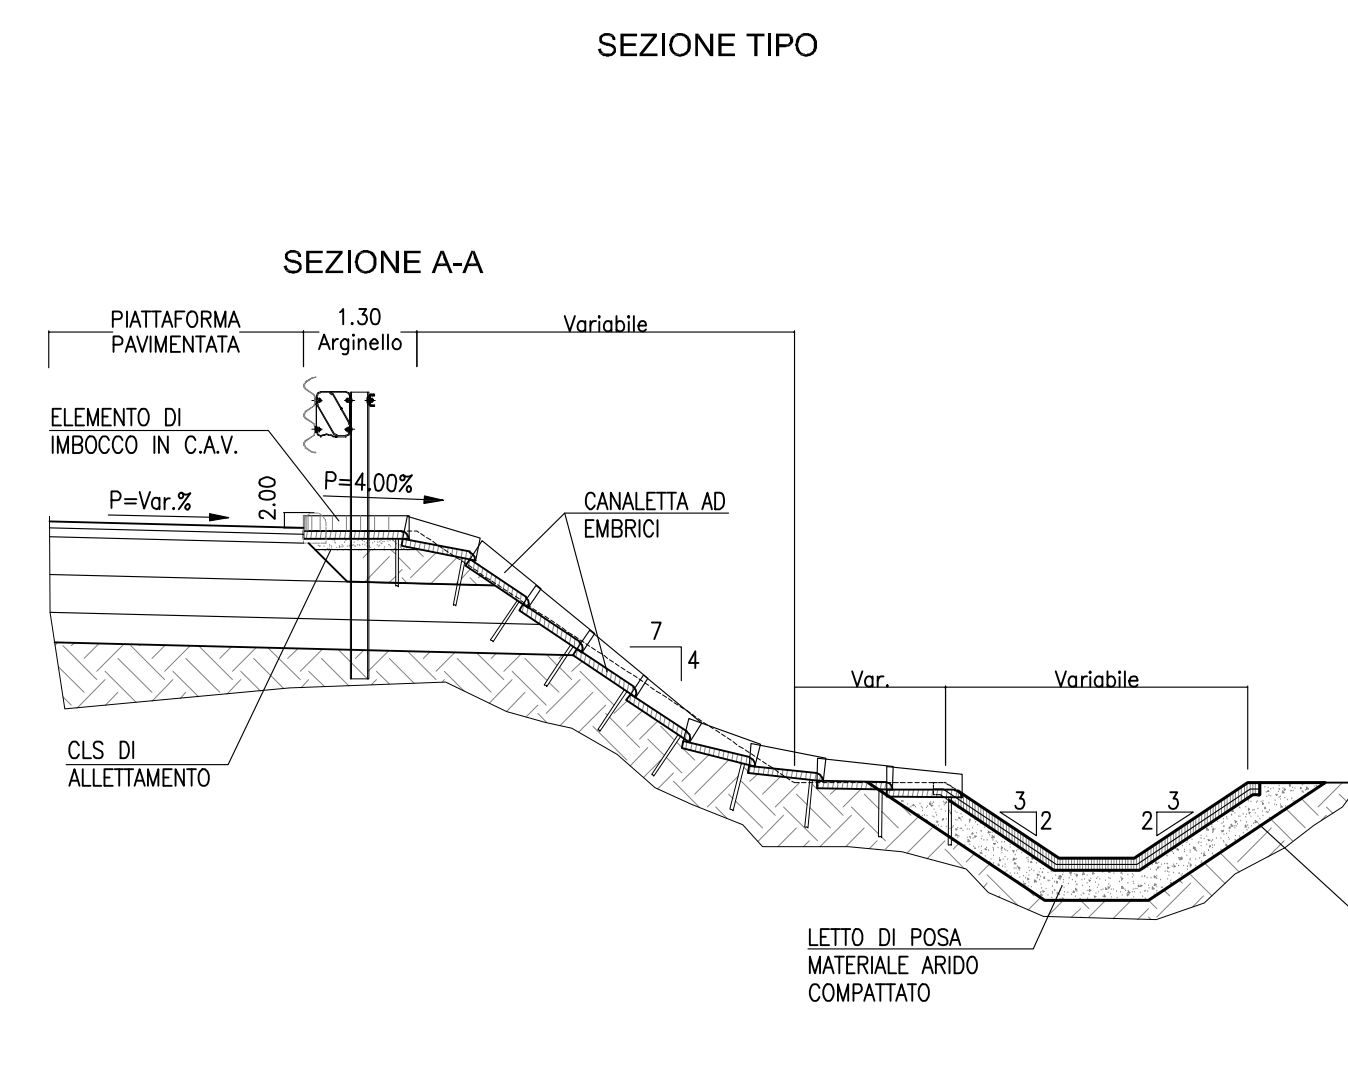 SEZIONE TIPO
SEZIONE A-A
PIATTAFORMA
PAVIMENTATA
1.30
Arginello
Variabile
ELEMENTO DI
IMBOCCO IN C.A.V.
P=Var.%
2.00
P=4.00%
CANALETTA AD
EMBRICI
7
4
Var.
Variabile
CLS DI
ALLETTAMENTO
3
2
3
2
LETTO DI POSA
MATERIALE ARIDO
COMPATTATO